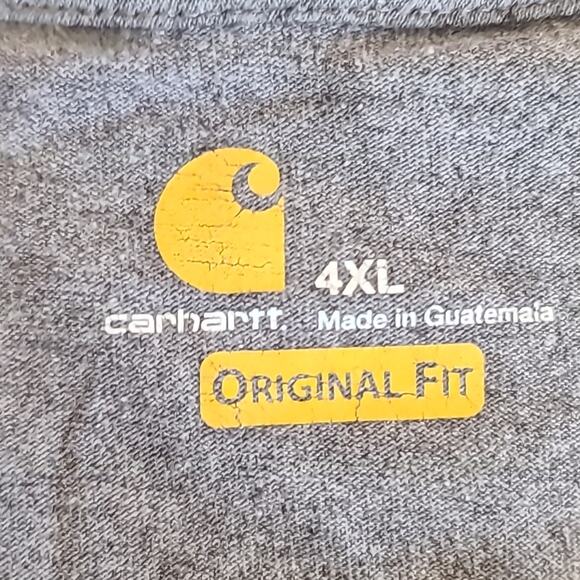 4XL
carhartt.
Made in Guatemala
ORIGINAL FIT